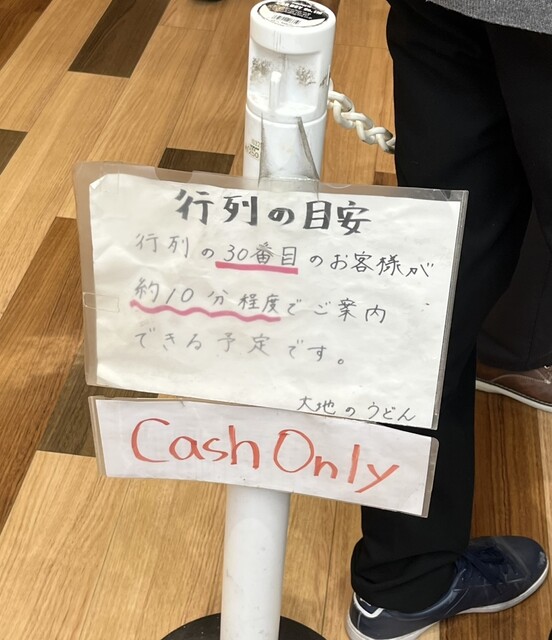 行列の目安
行列の30番目のお客様が
約10分程度でご案内
できる予定です。
大地のうどん
Cash Only